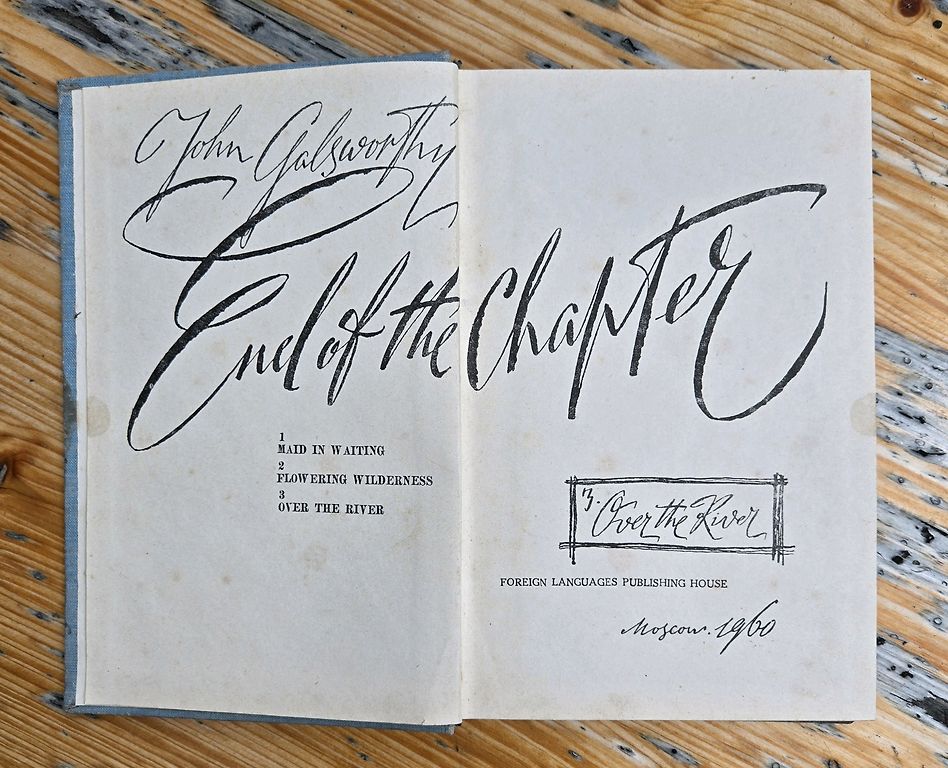 John Galsworthy
End of the Chapter
1
MAID IN WAITING
2
FLOWERING WILDERNESS
3
OVER THE RIVER
3. Over the River
FOREIGN LANGUAGES PUBLISHING HOUSE
Moscow. 1960